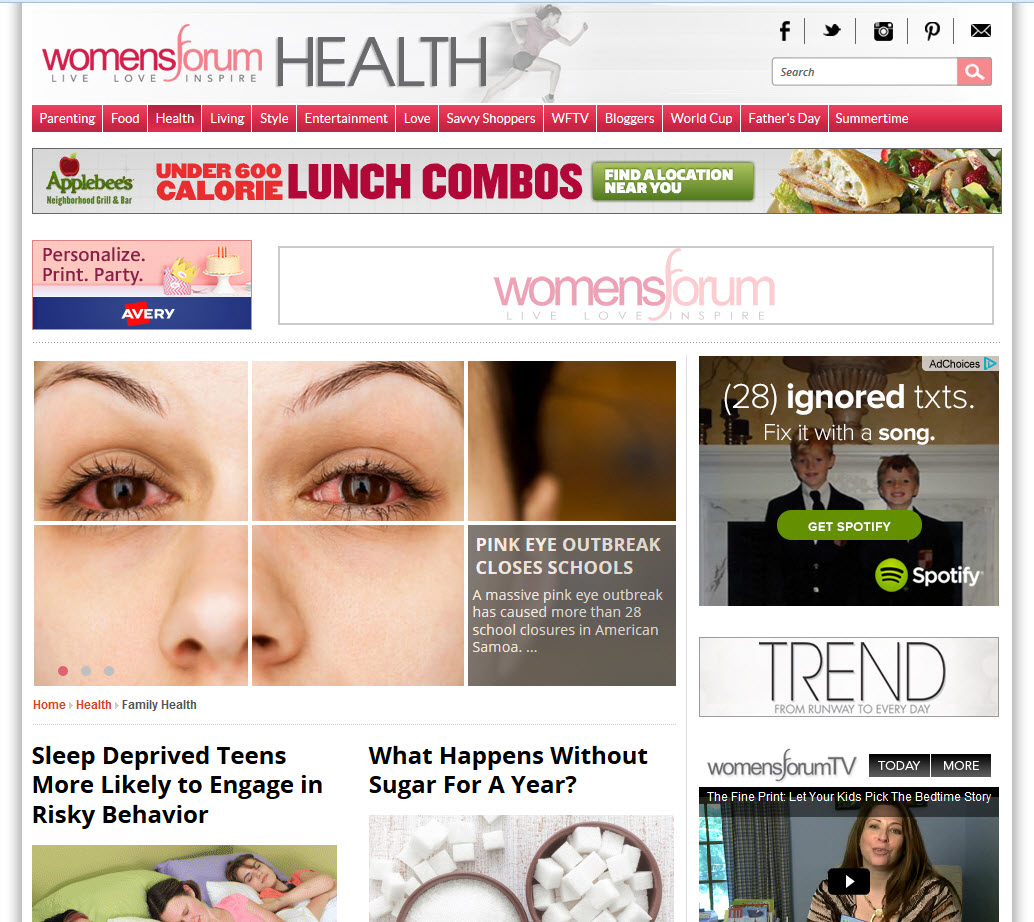 womensforum HEALTH
LIVE LOVE INSPIRE
Search
Parenting Food Health Living Style Entertainment Love Savvy Shoppers WFTV Bloggers World Cup Father's Day Summertime
Applebee's
Neighborhood Grill & Bar
UNDER 600
CALORIE
LUNCH COMBOS
FIND A LOCATION
NEAR YOU
Personalize.
Print. Party.
AVERY
womensforum
LIVE LOVE INSPIRE
PINK EYE OUTBREAK
CLOSES SCHOOLS
A massive pink eye outbreak
has caused more than 28
school closures in American
Samoa. ...
AdChoices
(28) ignored txts.
Fix it with a song.
GET SPOTIFY
Spotify
TREND
FROM RUNWAY TO EVERY DAY
Home Health Family Health
Sleep Deprived Teens
More Likely to Engage in
Risky Behavior
What Happens Without
Sugar For A Year?
womensforumTV TODAY MORE
The Fine Print: Let Your Kids Pick The Bedtime Story
womensforum